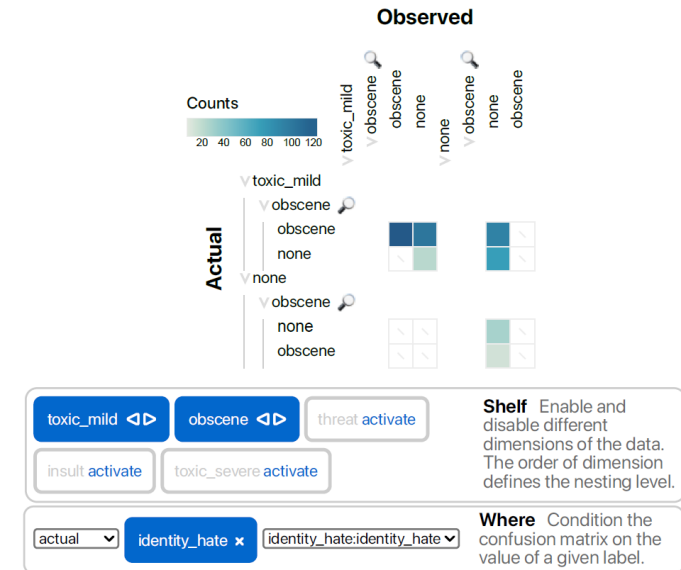 Observed
Counts
20 40 60 80 100 120
toxic_mild
obscene
obscene
none
none
obscene
none
obscene
Actual
toxic_mild
obscene
obscene
none
none
obscene
none
obscene
toxic_mild
obscene
threat activate
insult activate
toxic_severe activate
Shelf Enable and
disable different
dimensions of the data.
The order of dimension
defines the nesting level.
actual
identity_hate ×
identity_hate:identity_hate
Where Condition the
confusion matrix on the
value of a given label.